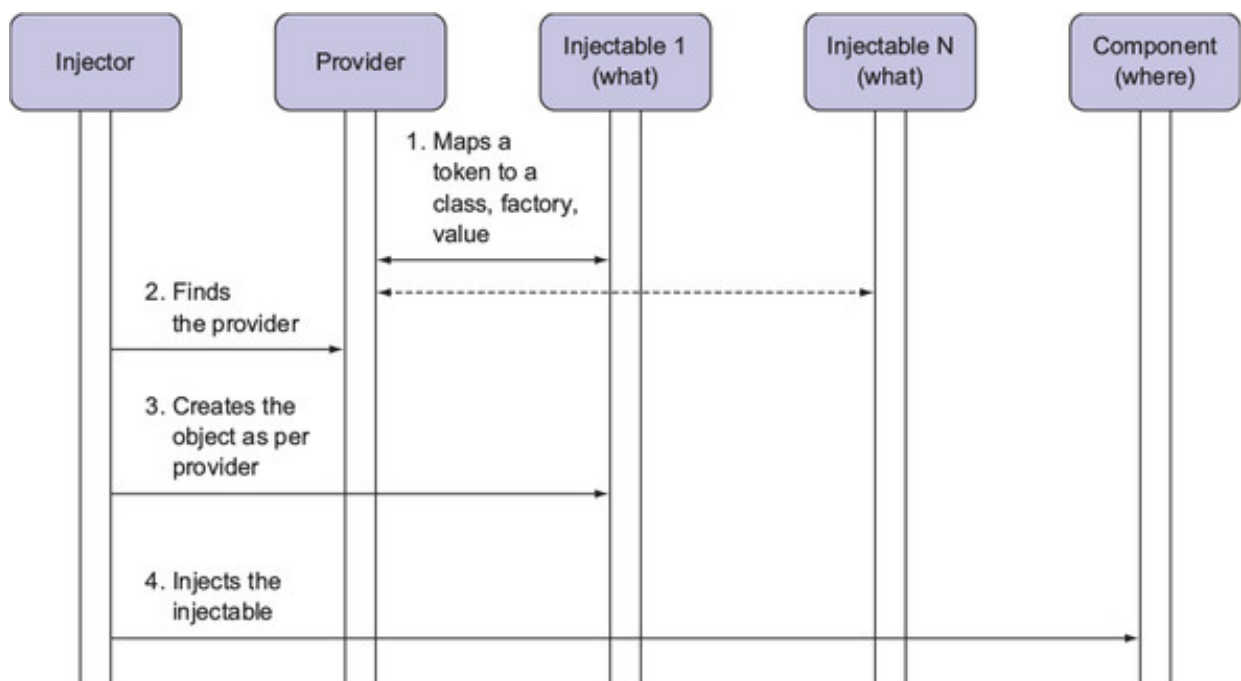 Injector
Provider
Injectable 1
(what)
Injectable N
(what)
Component
(where)
1. Maps a
token to a
class, factory,
value
2. Finds
the provider
3. Creates the
object as per
provider
4. Injects the
injectable